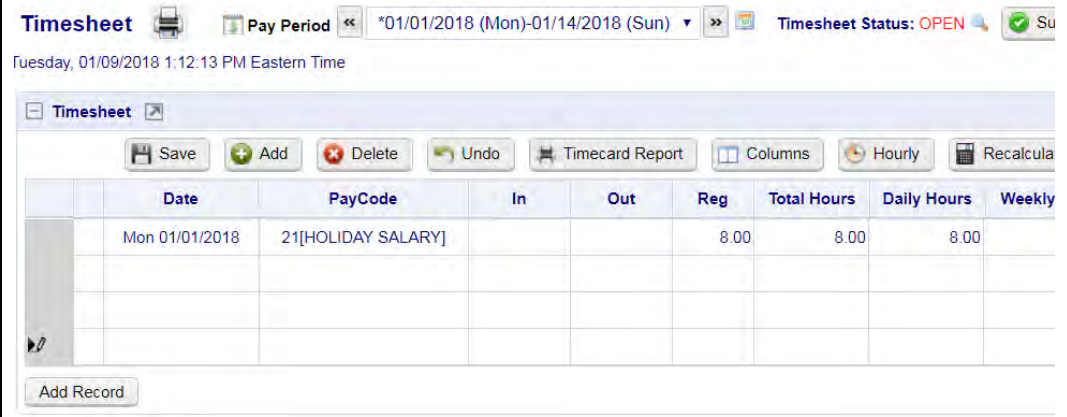 Timesheet Pay Period « *01/01/2018 (Mon)-01/14/2018 (Sun) » Timesheet Status: OPEN Su
Tuesday, 01/09/2018 1:12:13 PM Eastern Time
Timesheet
Save Add Delete Undo Timecard Report Columns Hourly Recalcula
Date PayCode In Out Reg Total Hours Daily Hours Weekly
Mon 01/01/2018 21[HOLIDAY SALARY] 8.00 8.00 8.00
Add Record